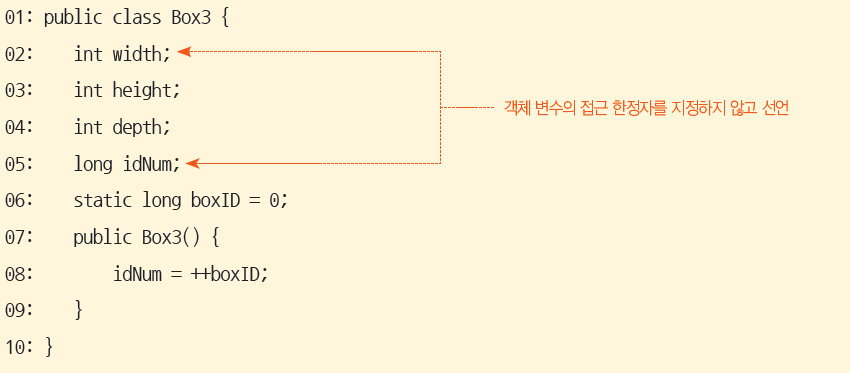 01: public class Box3 {
02:    int width;
03:    int height;
객체 변수의 접근 한정자를 지정하지 않고 선언
04:    int depth;
05:    long idNum;
06:    static long boxID = 0;
07:    public Box3() {
08:        idNum = ++boxID;
09:    }
10: }